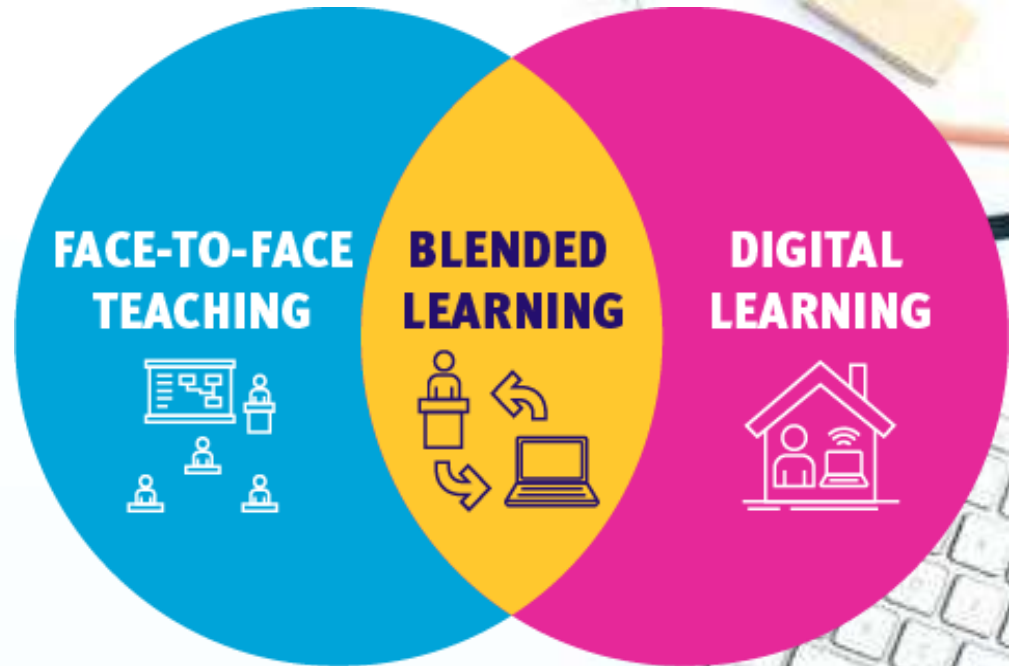 FACE-TO-FACE
TEACHING
BLENDED
LEARNING
DIGITAL
LEARNING